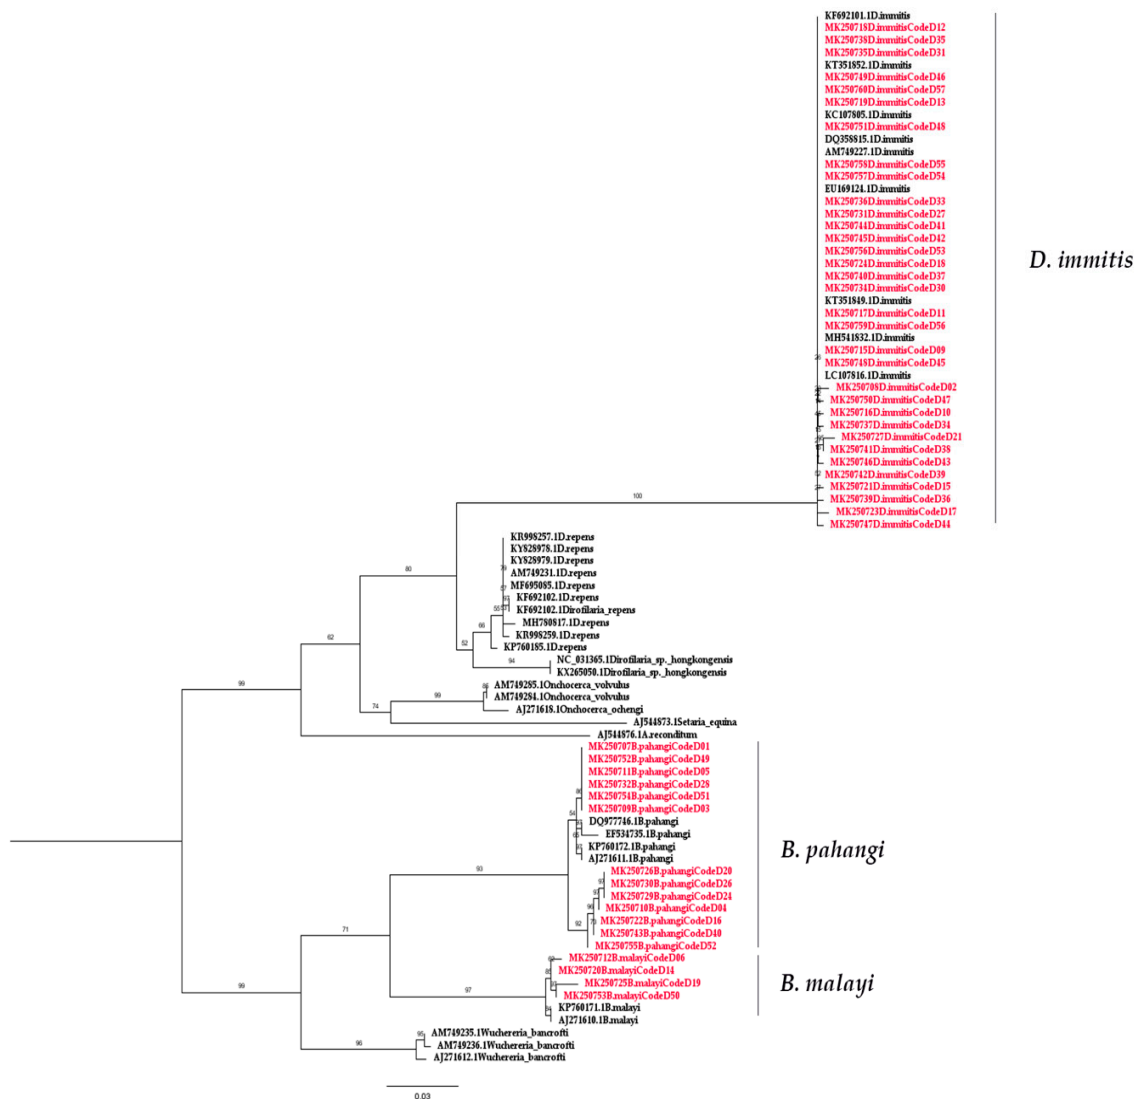 KF692101.1D.immitis
MK250718D.immitisCodeD12
MK250738D.immitisCodeD35
MK250735D.immitisCodeD31
KT351852.1D.immitis
MK250749D.immitisCodeD46
MK250760D.immitisCodeD57
MK250719D.immitisCodeD13
KC107805.1D.immitis
MK250751D.immitisCodeD48
DQ358815.1D.immitis
AM749227.1D.immitis
MK250758D.immitisCodeD55
MK250757D.immitisCodeD54
EU169124.1D.immitis
MK250736D.immitisCodeD33
MK250731D.immitisCodeD27
MK250744D.immitisCodeD41
MK250745D.immitisCodeD42
MK250756D.immitisCodeD53
D. immitis
MK250724D.immitisCodeD18
MK250740D.immitisCodeD37
MK250734D.immitisCodeD30
KT351849.1D.immitis
MK250717D.immitisCodeD11
MK250759D.immitisCodeD56
MH541832.1D.immitis
MK250715D.immitisCodeD09
MK250748D.immitisCodeD45
LC107816.1D.immitis
MK250708D.immitisCodeD02
MK250750D.immitisCodeD47
MK250716D.immitisCodeD10
MK250737D.immitisCodeD34
MK250727D.immitisCodeD21
MK250741D.immitisCodeD38
MK250746D.immitisCodeD43
MK250742D.immitisCodeD39
MK250721D.immitisCodeD15
100
MK250739D.immitisCodeD36
MK250723D.immitisCodeD17
MK250747D.immitisCodeD44
KR998257.1D.repens
KY828978.1D.repens
KY828979.1D.repens
80
AM749231.1D.repens
MF695085.1D.repens
KF692102.1D.repens
55
KF692102.1Dirofilaria_repens
MH780817.1D.repens
66
KR998259.1D.repens
62
52
KP760185.1D.repens
94
NC_031365.1Dirofilaria_sp._hongkongensis
KX265050.1Dirofilaria_sp._hongkongensis
99
AM749285.1Onchocerca_volvulus
99
AM749284.1Onchocerca_volvulus
74
AJ271618.1Onchocerca_ochengi
AJ544873.1Setaria_equina
AJ544876.1A.reconditum
MK250707B.pahangiCodeD01
MK250752B.pahangiCodeD49
MK250711B.pahangiCodeD05
MK250732B.pahangiCodeD28
86
MK250754B.pahangiCodeD51
MK250709B.pahangiCodeD03
54
DQ977746.1B.pahangi
EF534735.1B.pahangi
KP760172.1B.pahangi
B. pahangi
AJ271611.1B.pahangi
93
MK250726B.pahangiCodeD20
MK250730B.pahangiCodeD26
MK250729B.pahangiCodeD24
MK250710B.pahangiCodeD04
92
MK250722B.pahangiCodeD16
71
MK250743B.pahangiCodeD40
MK250755B.pahangiCodeD52
MK250712B.malayiCodeD06
MK250720B.malayiCodeD14
B. malayi
99
97
MK250725B.malayiCodeD19
MK250753B.malayiCodeD50
KP760171.1B.malayi
AJ271610.1B.malayi
95
AM749235.1Wuchereria_bancrofti
96
AM749236.1Wuchereria_bancrofti
AJ271612.1Wuchereria_bancrofti
0.03